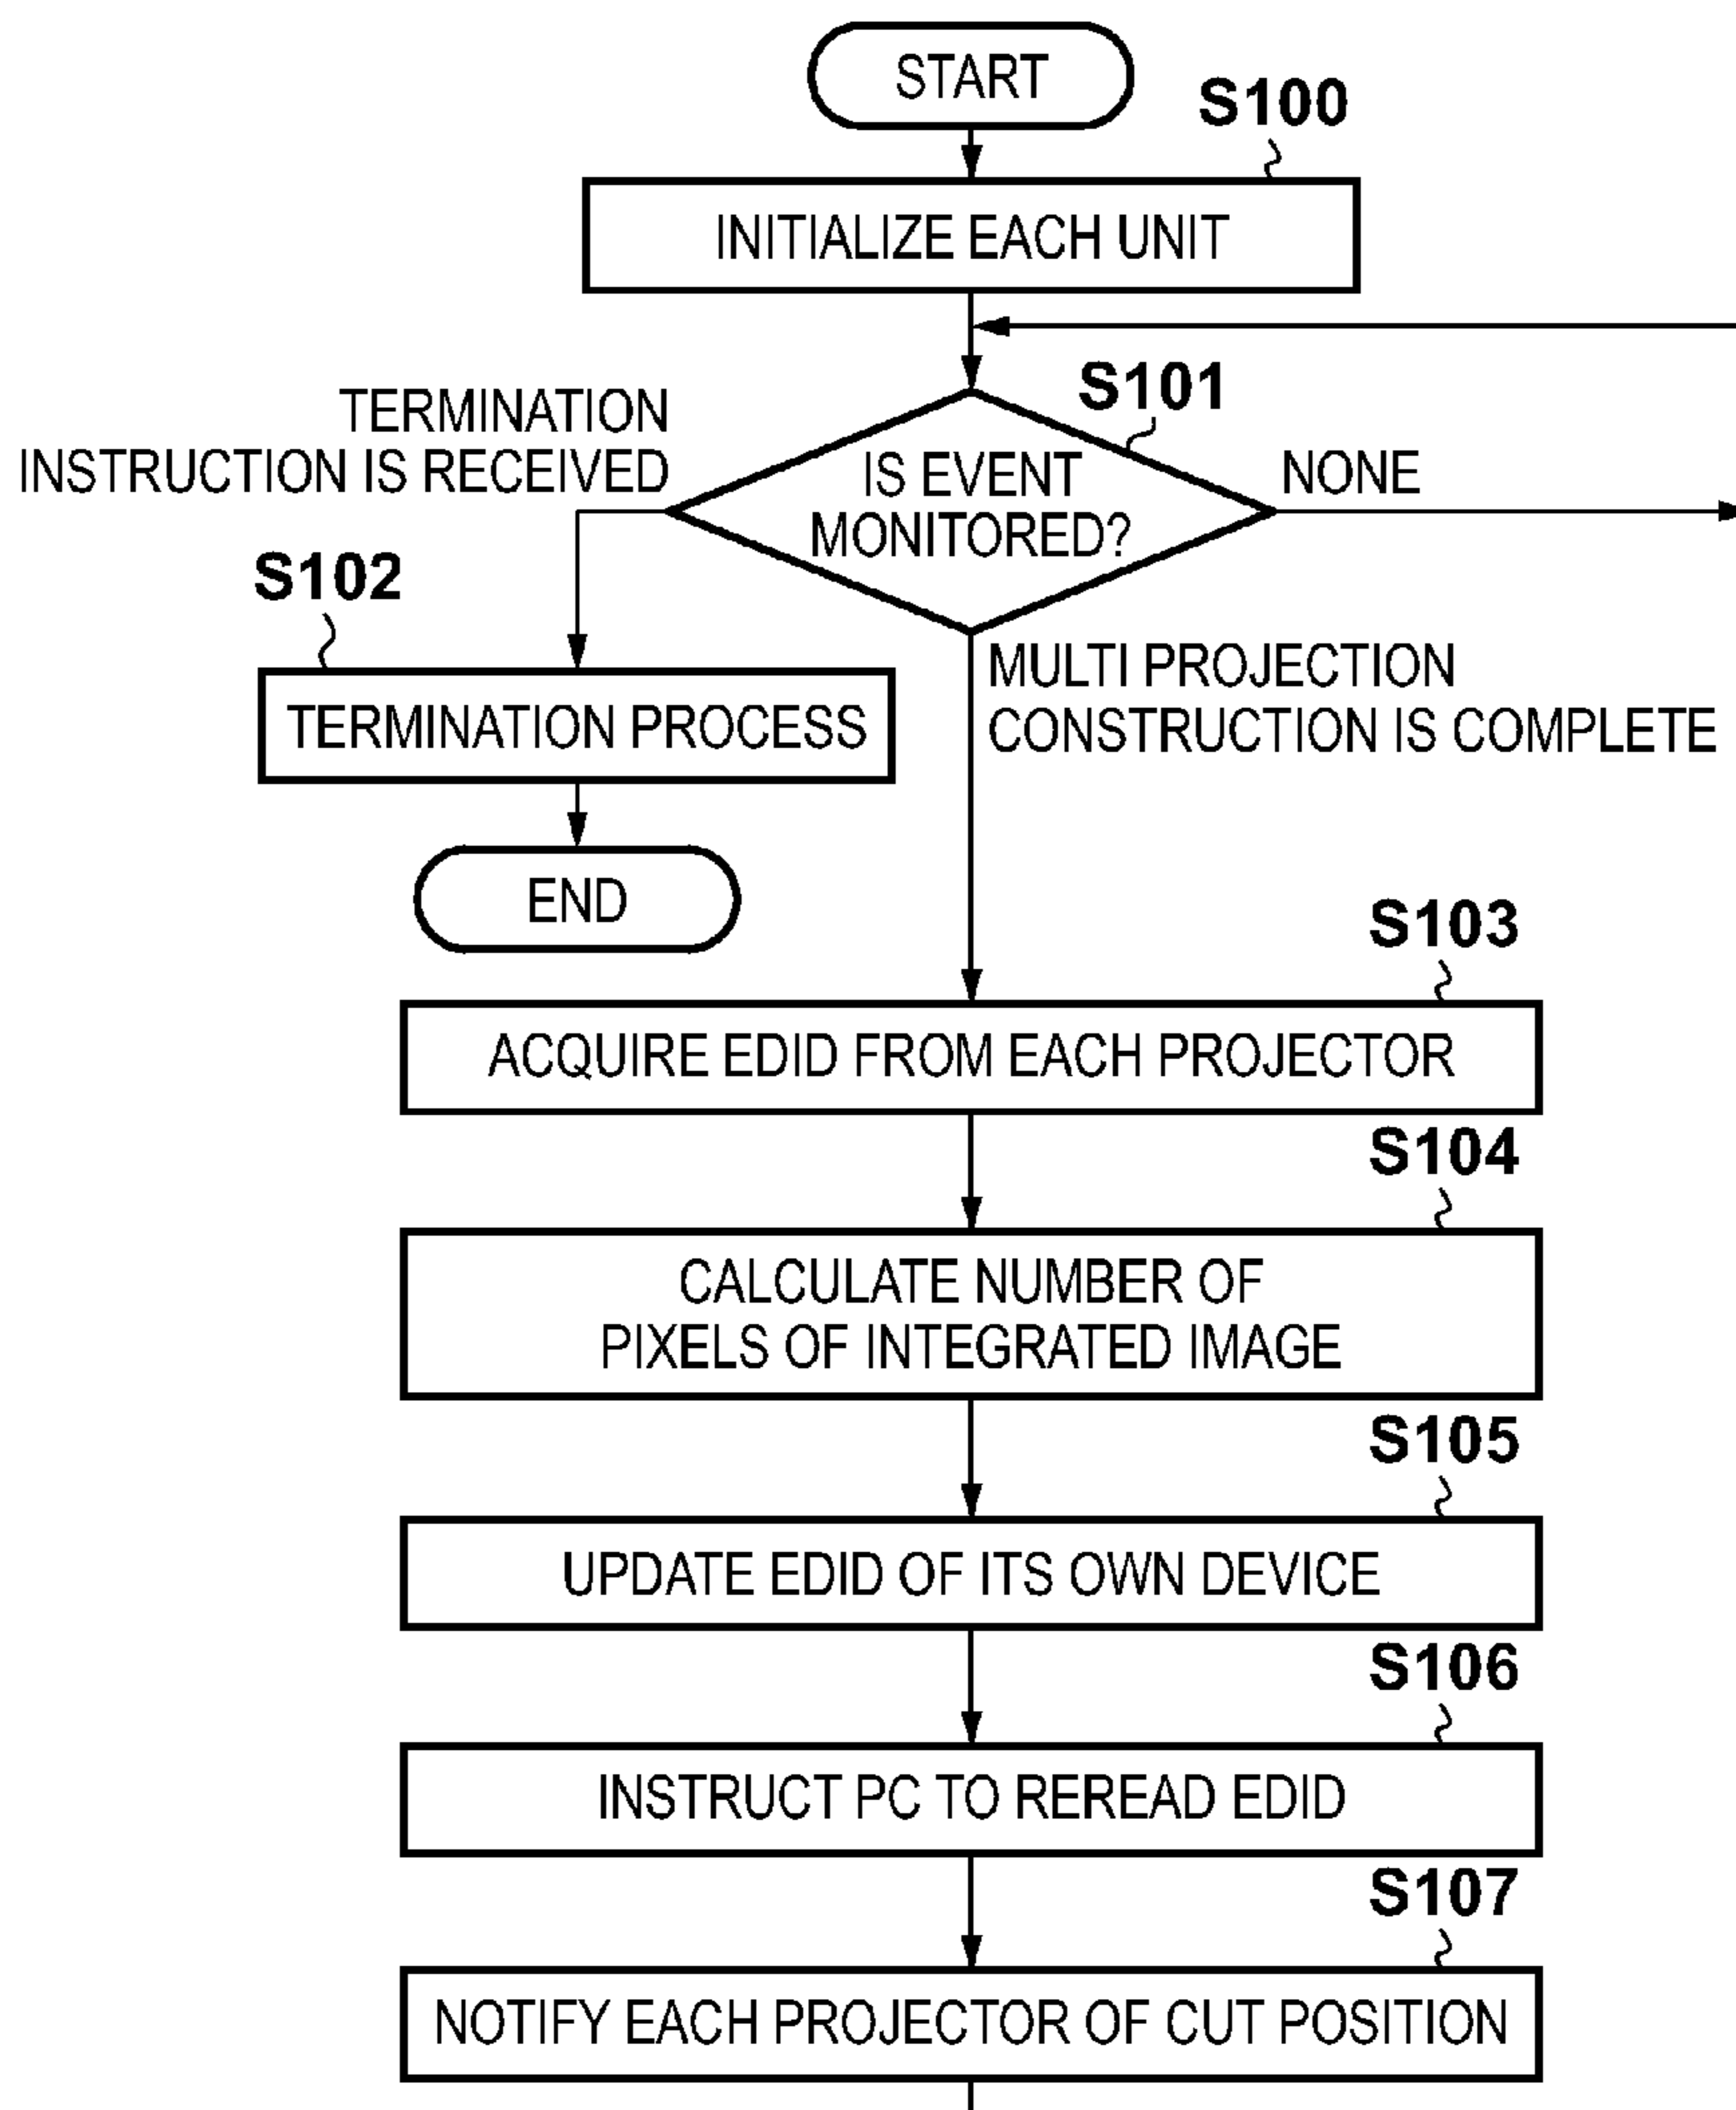 START
S100
INITIALIZE EACH UNIT
S101
TERMINATION
INSTRUCTION IS RECEIVED
IS EVENT
MONITORED?
NONE
S102
TERMINATION PROCESS
MULTI PROJECTION
CONSTRUCTION IS COMPLETE
END
S103
ACQUIRE EDID FROM EACH PROJECTOR
S104
CALCULATE NUMBER OF
PIXELS OF INTEGRATED IMAGE
S105
UPDATE EDID OF ITS OWN DEVICE
S106
INSTRUCT PC TO REREAD EDID
S107
NOTIFY EACH PROJECTOR OF CUT POSITION